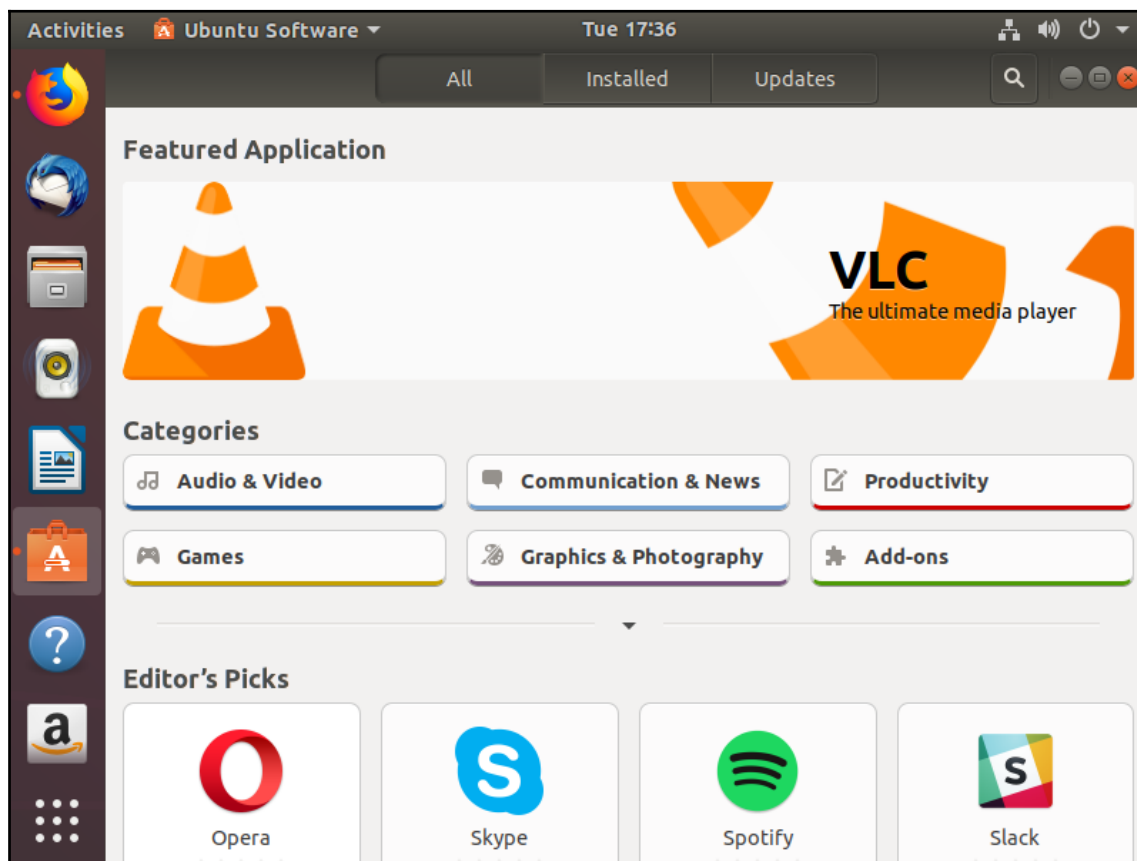 Activities Ubuntu Software Tue 17:36
All Installed Updates
Featured Application
VLC
The ultimate media player
Categories
Audio & Video Communication & News Productivity
Games Graphics & Photography Add-ons
Editor’s Picks
Opera Skype Spotify Slack